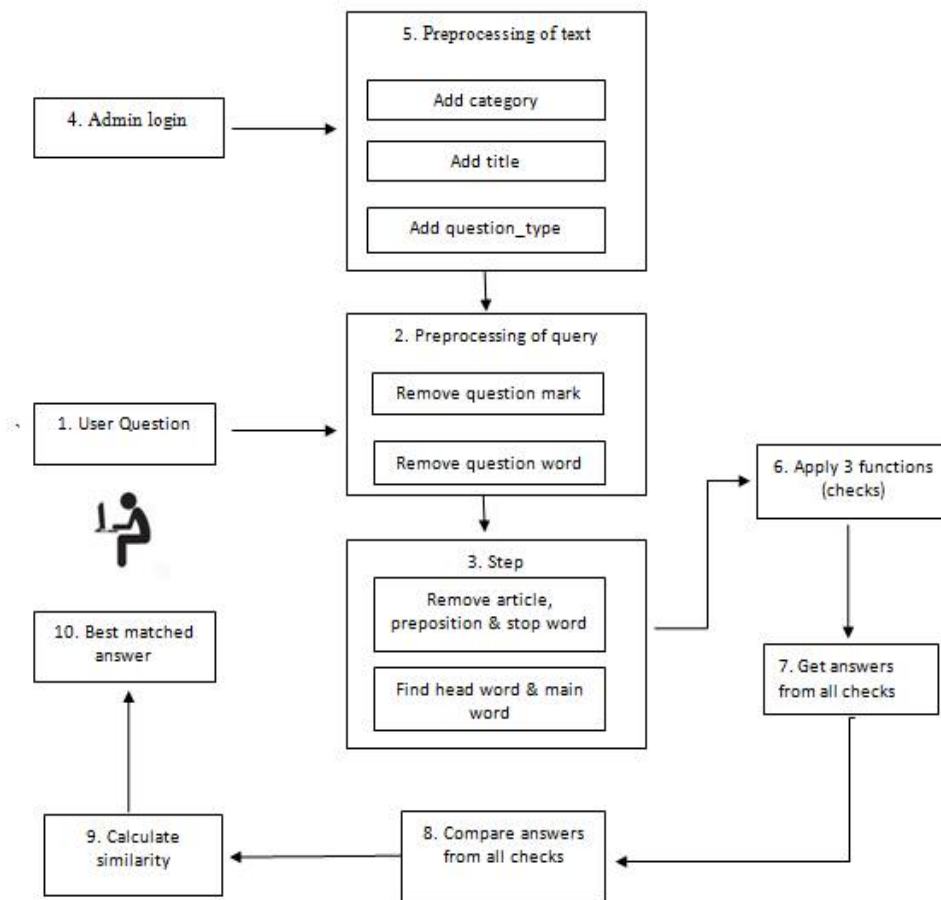 5. Preprocessing of text
Add category
4. Admin login
Add title
Add question_type
2. Preprocessing of query
Remove question mark
1. User Question
Remove question word
6. Apply 3 functions
(checks)
3. Step
Remove article,
preposition & stop word
10. Best matched
answer
7. Get answers
from all checks
Find head word & main
word
8. Compare answers
from all checks
9. Calculate
similarity